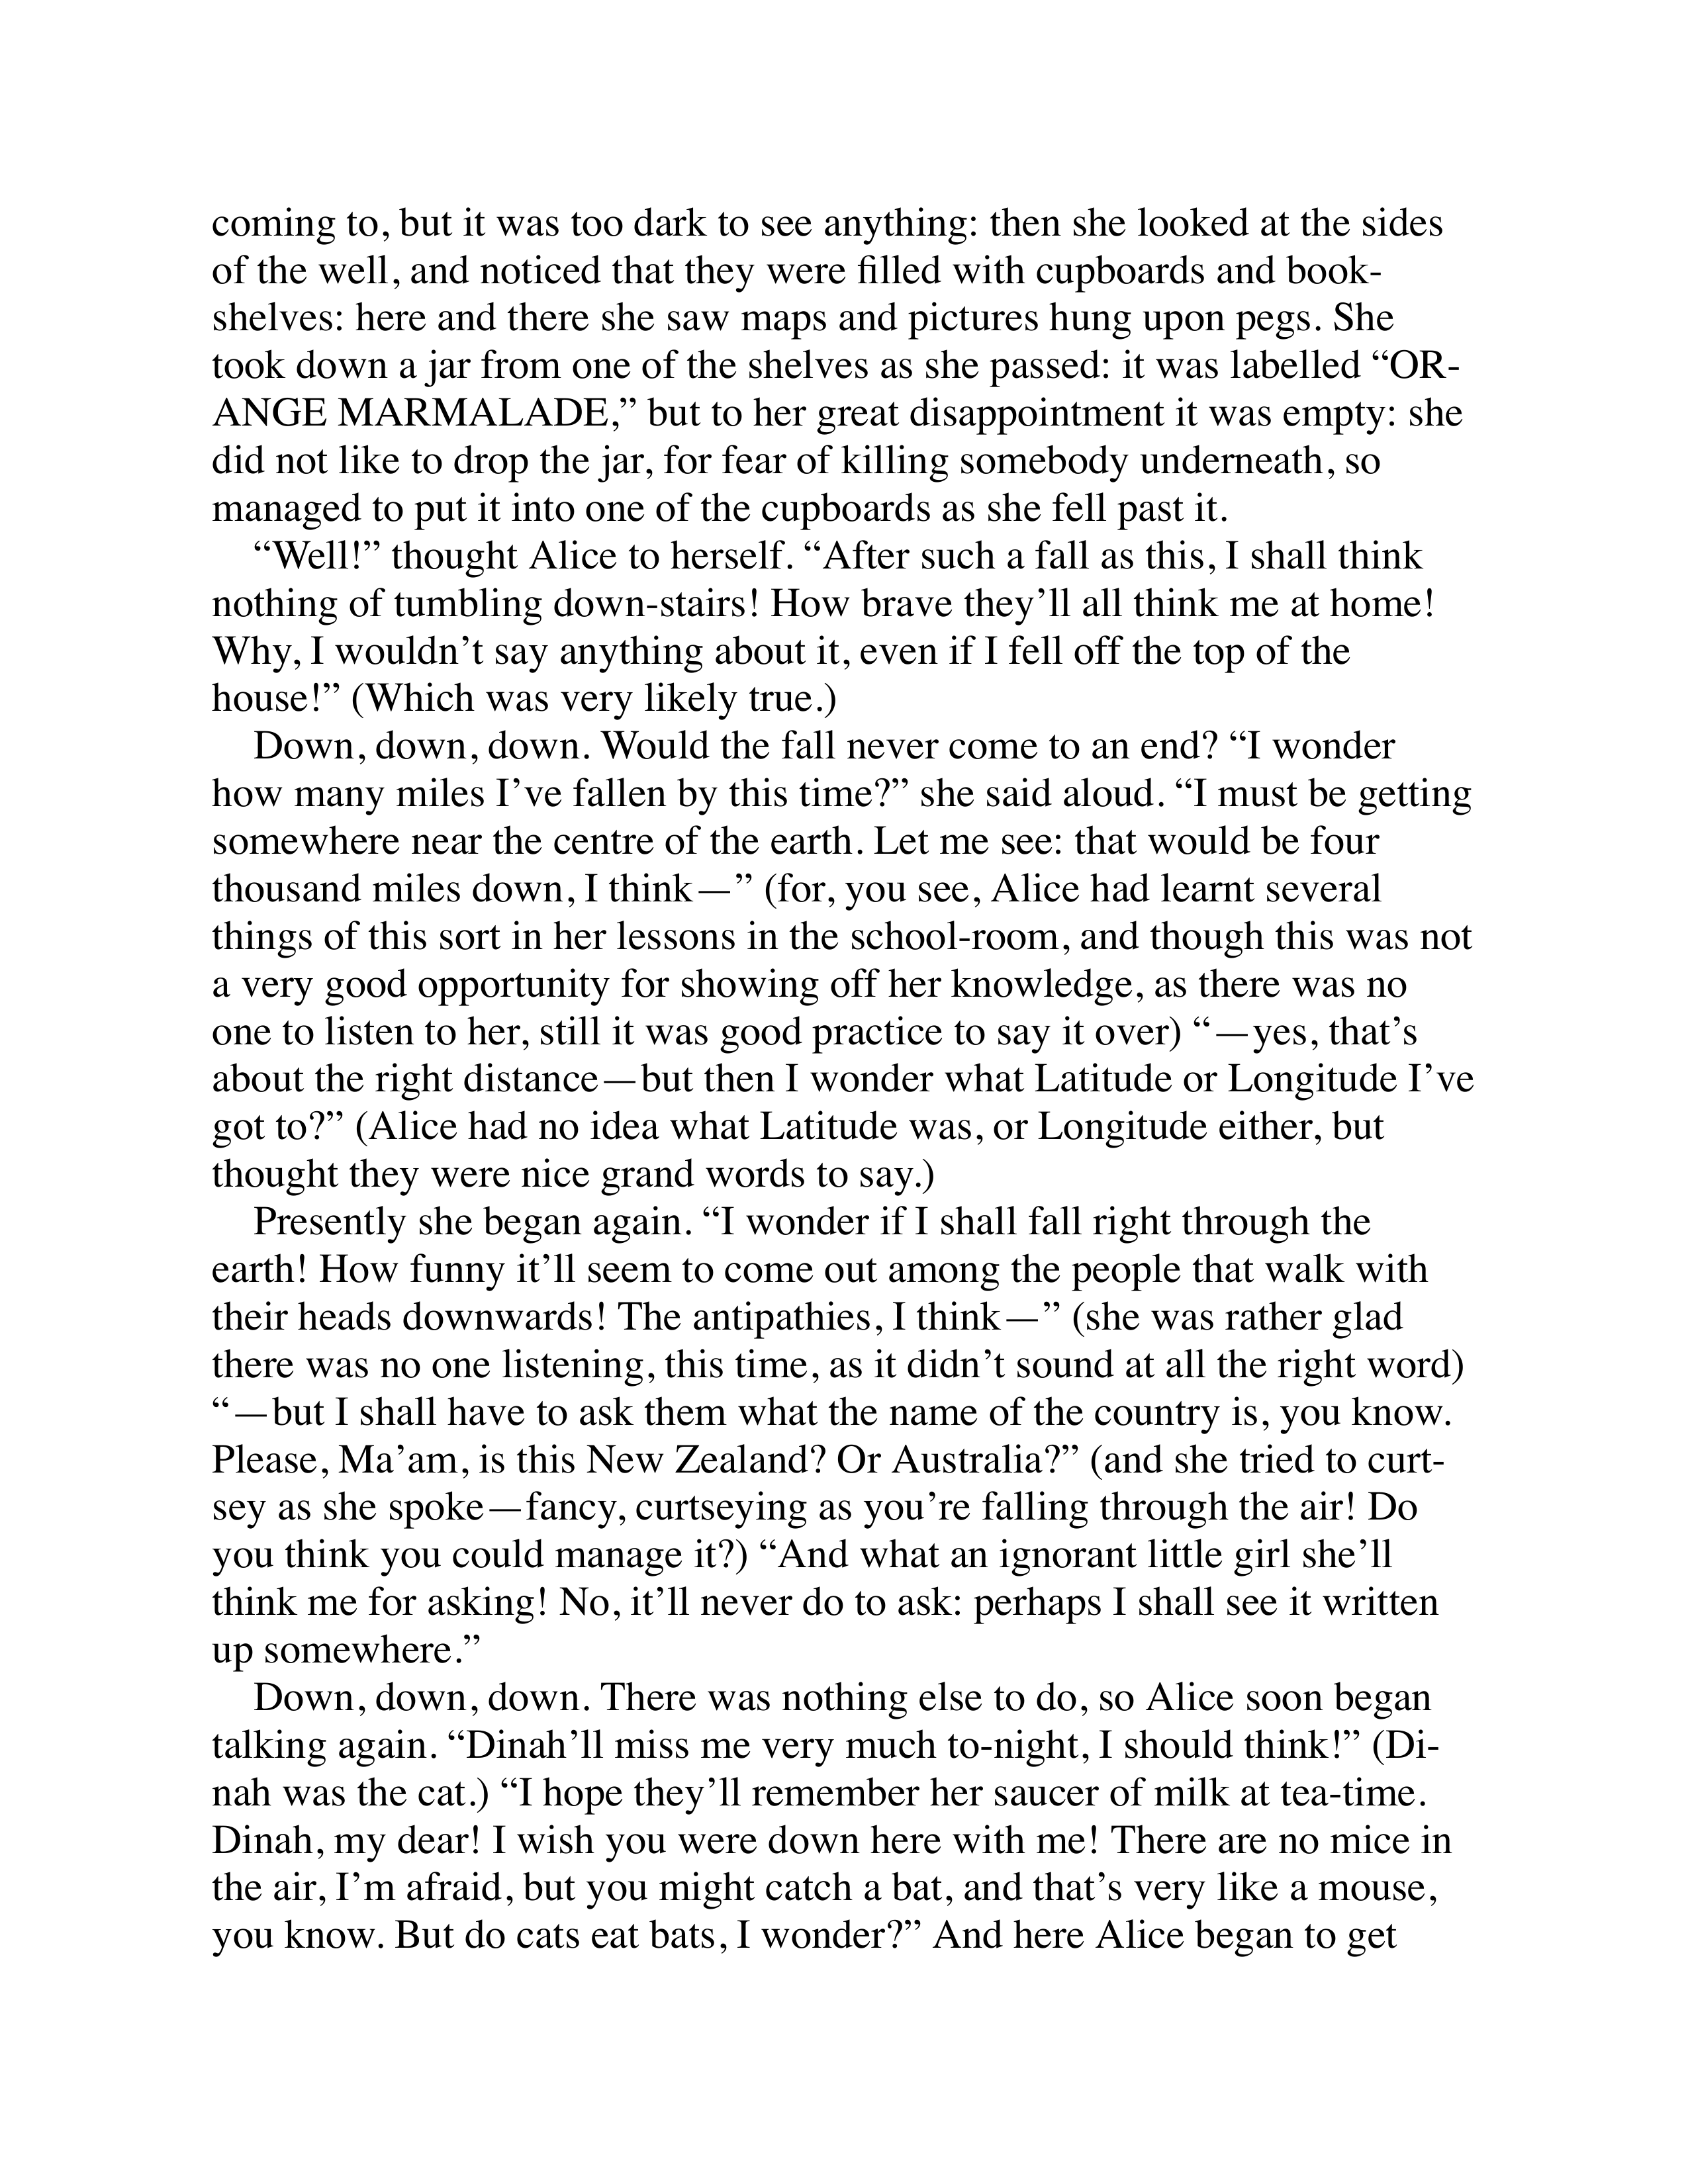 coming to, but it was too dark to see anything: then she looked at the sides
of the well, and noticed that they were filled with cupboards and book-
shelves: here and there she saw maps and pictures hung upon pegs. She
took down a jar from one of the shelves as she passed: it was labelled “OR-
ANGE MARMALADE,” but to her great disappointment it was empty: she
did not like to drop the jar, for fear of killing somebody underneath, so
managed to put it into one of the cupboards as she fell past it.
“Well!” thought Alice to herself. “After such a fall as this, I shall think
nothing of tumbling down-stairs! How brave they’ll all think me at home!
Why, I wouldn’t say anything about it, even if I fell off the top of the
house!” (Which was very likely true.)
Down, down, down. Would the fall never come to an end? “I wonder
how many miles I’ve fallen by this time?” she said aloud. “I must be getting
somewhere near the centre of the earth. Let me see: that would be four
thousand miles down, I think—” (for, you see, Alice had learnt several
things of this sort in her lessons in the school-room, and though this was not
a very good opportunity for showing off her knowledge, as there was no
one to listen to her, still it was good practice to say it over) “—yes, that’s
about the right distance—but then I wonder what Latitude or Longitude I’ve
got to?” (Alice had no idea what Latitude was, or Longitude either, but
thought they were nice grand words to say.)
Presently she began again. “I wonder if I shall fall right through the
earth! How funny it’ll seem to come out among the people that walk with
their heads downwards! The antipathies, I think—” (she was rather glad
there was no one listening, this time, as it didn’t sound at all the right word)
“—but I shall have to ask them what the name of the country is, you know.
Please, Ma’am, is this New Zealand? Or Australia?” (and she tried to curt-
sey as she spoke—fancy, curtseying as you’re falling through the air! Do
you think you could manage it?) “And what an ignorant little girl she’ll
think me for asking! No, it’ll never do to ask: perhaps I shall see it written
up somewhere.”
Down, down, down. There was nothing else to do, so Alice soon began
talking again. “Dinah’ll miss me very much to-night, I should think!” (Di-
nah was the cat.) “I hope they’ll remember her saucer of milk at tea-time.
Dinah, my dear! I wish you were down here with me! There are no mice in
the air, I’m afraid, but you might catch a bat, and that’s very like a mouse,
you know. But do cats eat bats, I wonder?” And here Alice began to get